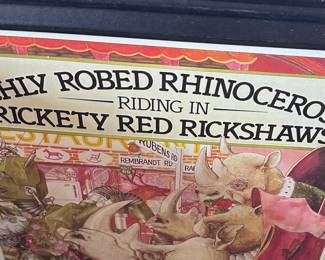 HLY ROBED RHINOCEROS
RIDING IN
RICKETY RED RICKSHAWS
RUBENS RD
REMBRANDT RD